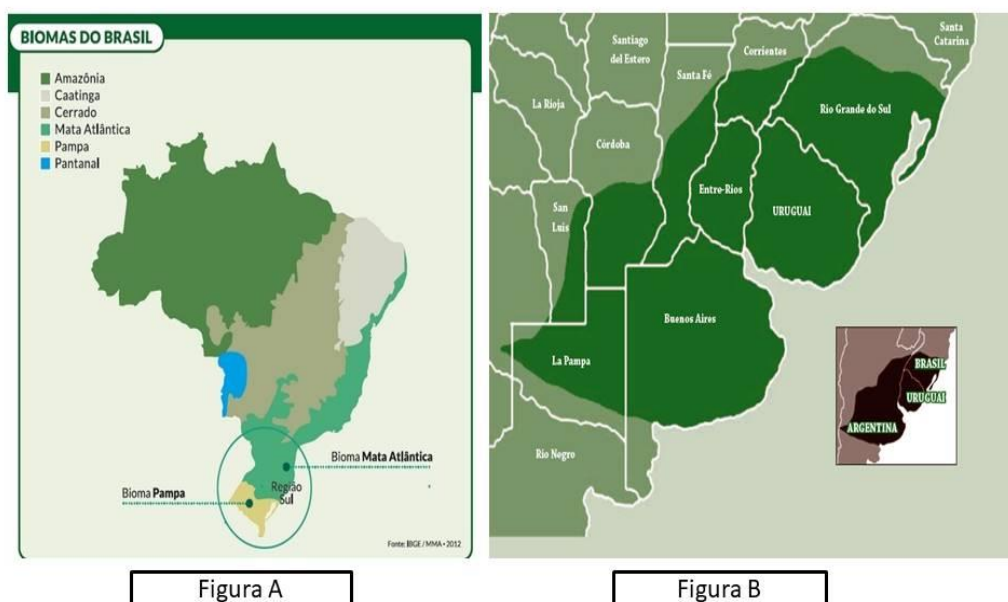 BIOMAS DO BRASIL
Amazônia
Caatinga
Cerrado
Mata Atlântica
Pampa
Pantanal
Bioma Mata Atlântica
Bioma Pampa
Região
Sul
Fonte: IBGE / MMA • 2012
Figura A
Santiago
del Estero
Corrientes
Santa
Catarina
Santa Fé
La Rioja
Rio Grande do Sul
Córdoba
Entre-Rios
San
Luis
URUGUAI
Buenos Aires
La Pampa
Rio Negro
BRASIL
URUGUAI
ARGENTINA
Figura B